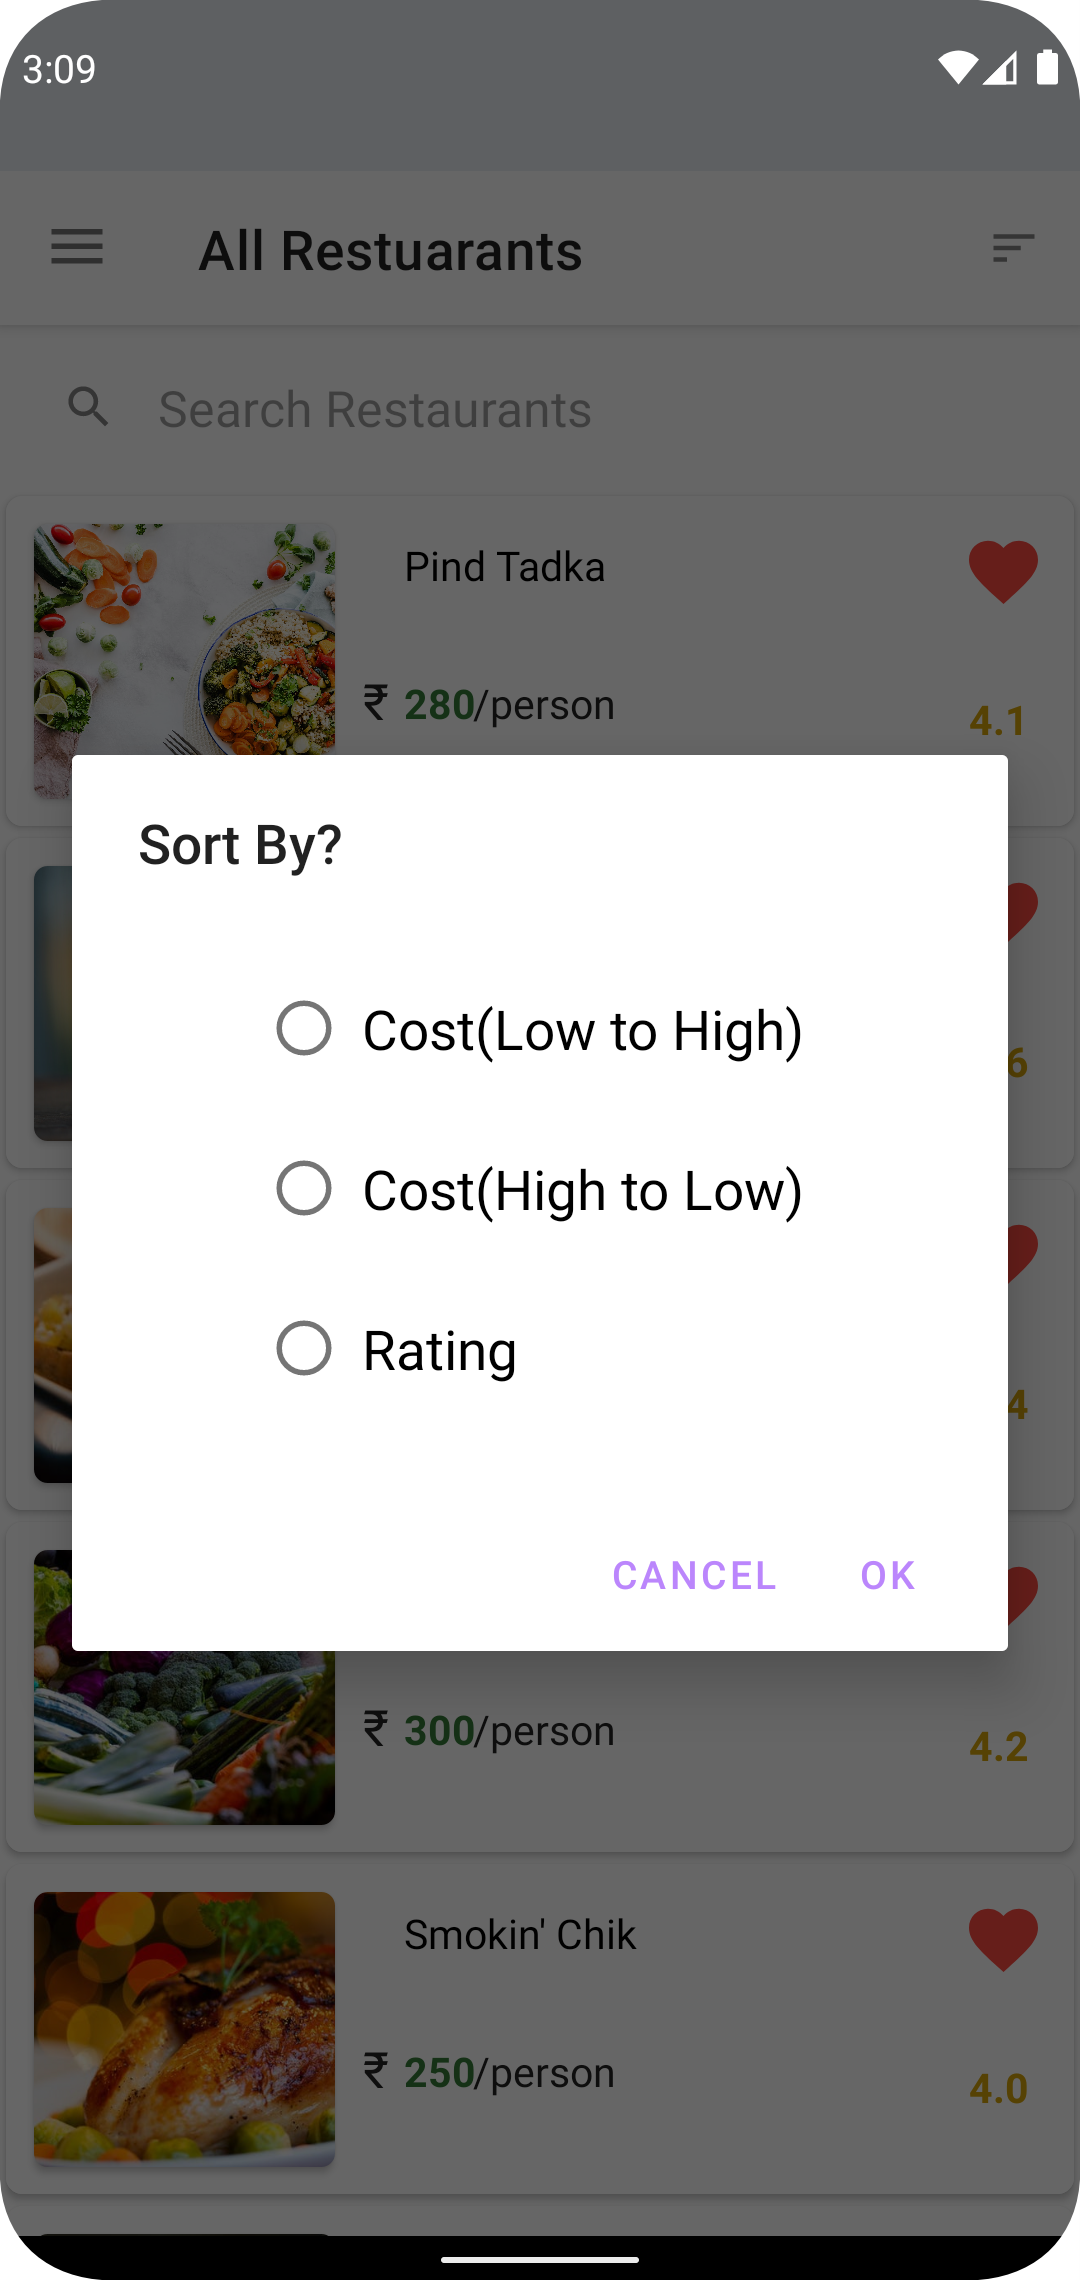 3:09
All Restuarants
Search Restaurants
Pind Tadka
₹ 280/person
4.1
Sort By?
6
Cost(Low to High)
Cost(High to Low)
Rating
4
CANCEL OK
₹ 300/person
4.2
Smokin' Chik
₹ 250/person
4.0